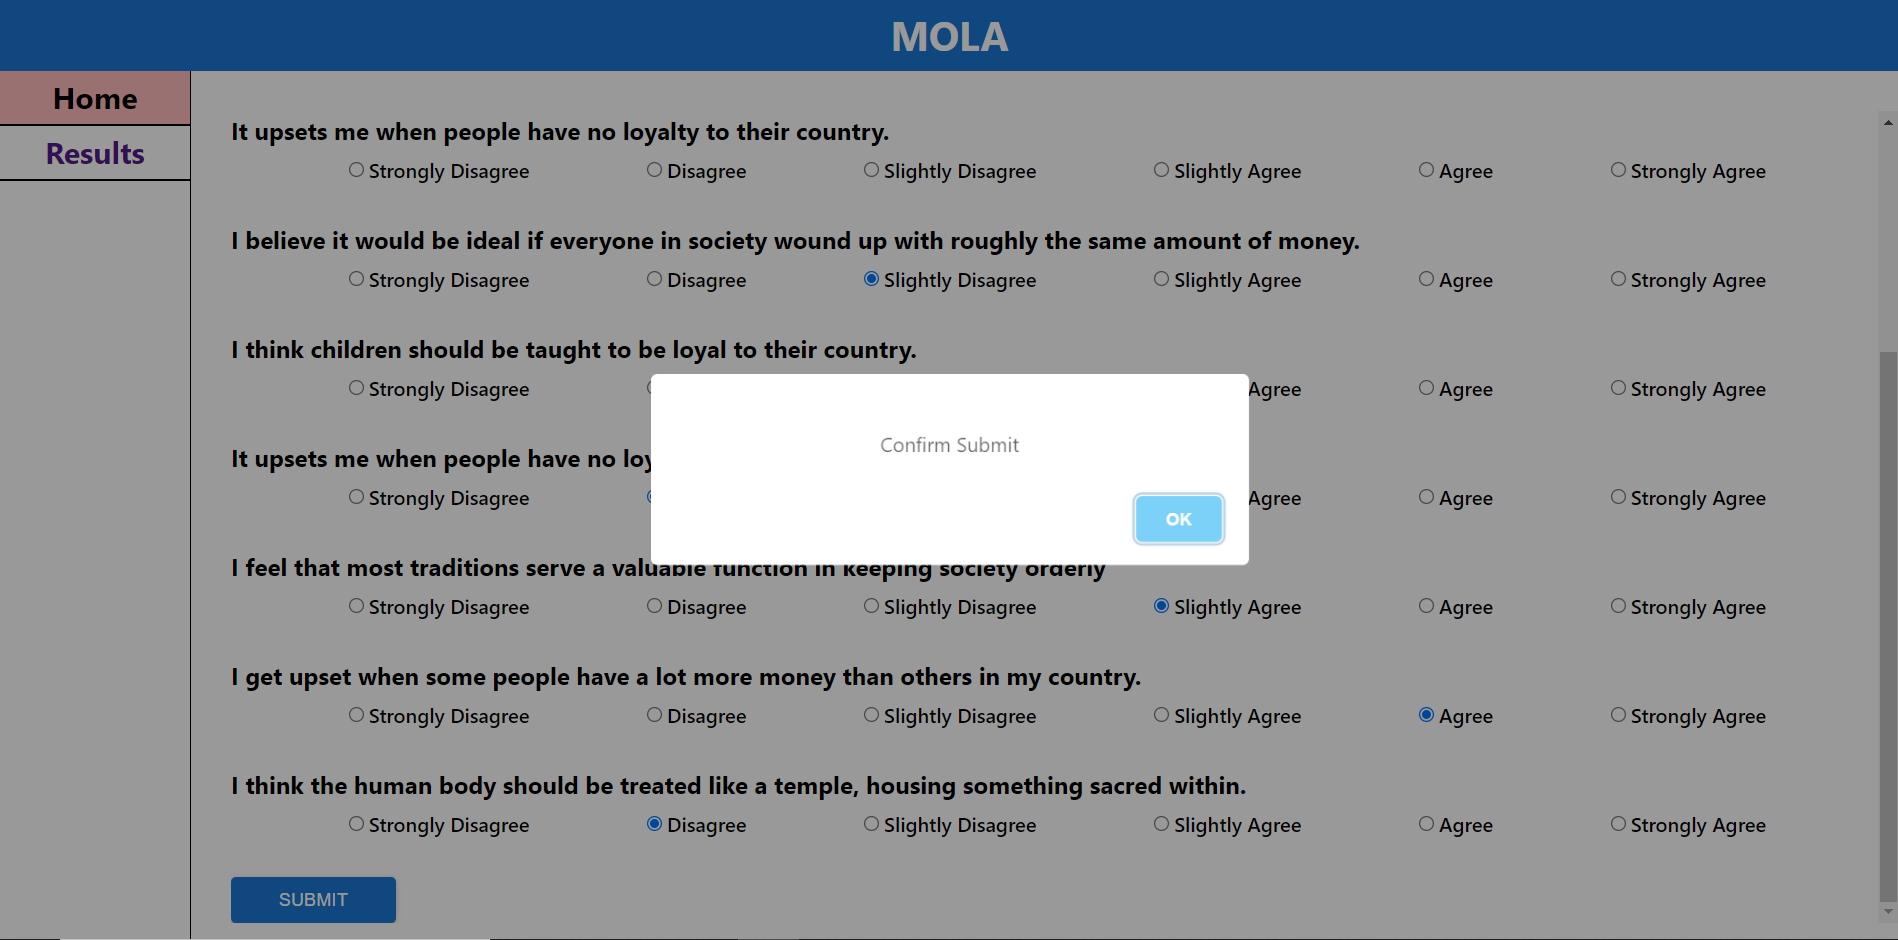 MOLA
Home
Results
It upsets me when people have no loyalty to their country.
Strongly Disagree Disagree Slightly Disagree Slightly Agree Agree Strongly Agree
I believe it would be ideal if everyone in society wound up with roughly the same amount of money.
Strongly Disagree Disagree Slightly Disagree Slightly Agree Agree Strongly Agree
I think children should be taught to be loyal to their country.
Strongly Disagree Agree Agree Strongly Agree
Confirm Submit
It upsets me when people have no loy
Strongly Disagree Agree Agree Strongly Agree
OK
I feel that most traditions serve a valuable function in keeping society orderly
Strongly Disagree Disagree Slightly Disagree Slightly Agree Agree Strongly Agree
I get upset when some people have a lot more money than others in my country.
Strongly Disagree Disagree Slightly Disagree Slightly Agree Agree Strongly Agree
I think the human body should be treated like a temple, housing something sacred within.
Strongly Disagree Disagree Slightly Disagree Slightly Agree Agree Strongly Agree
SUBMIT